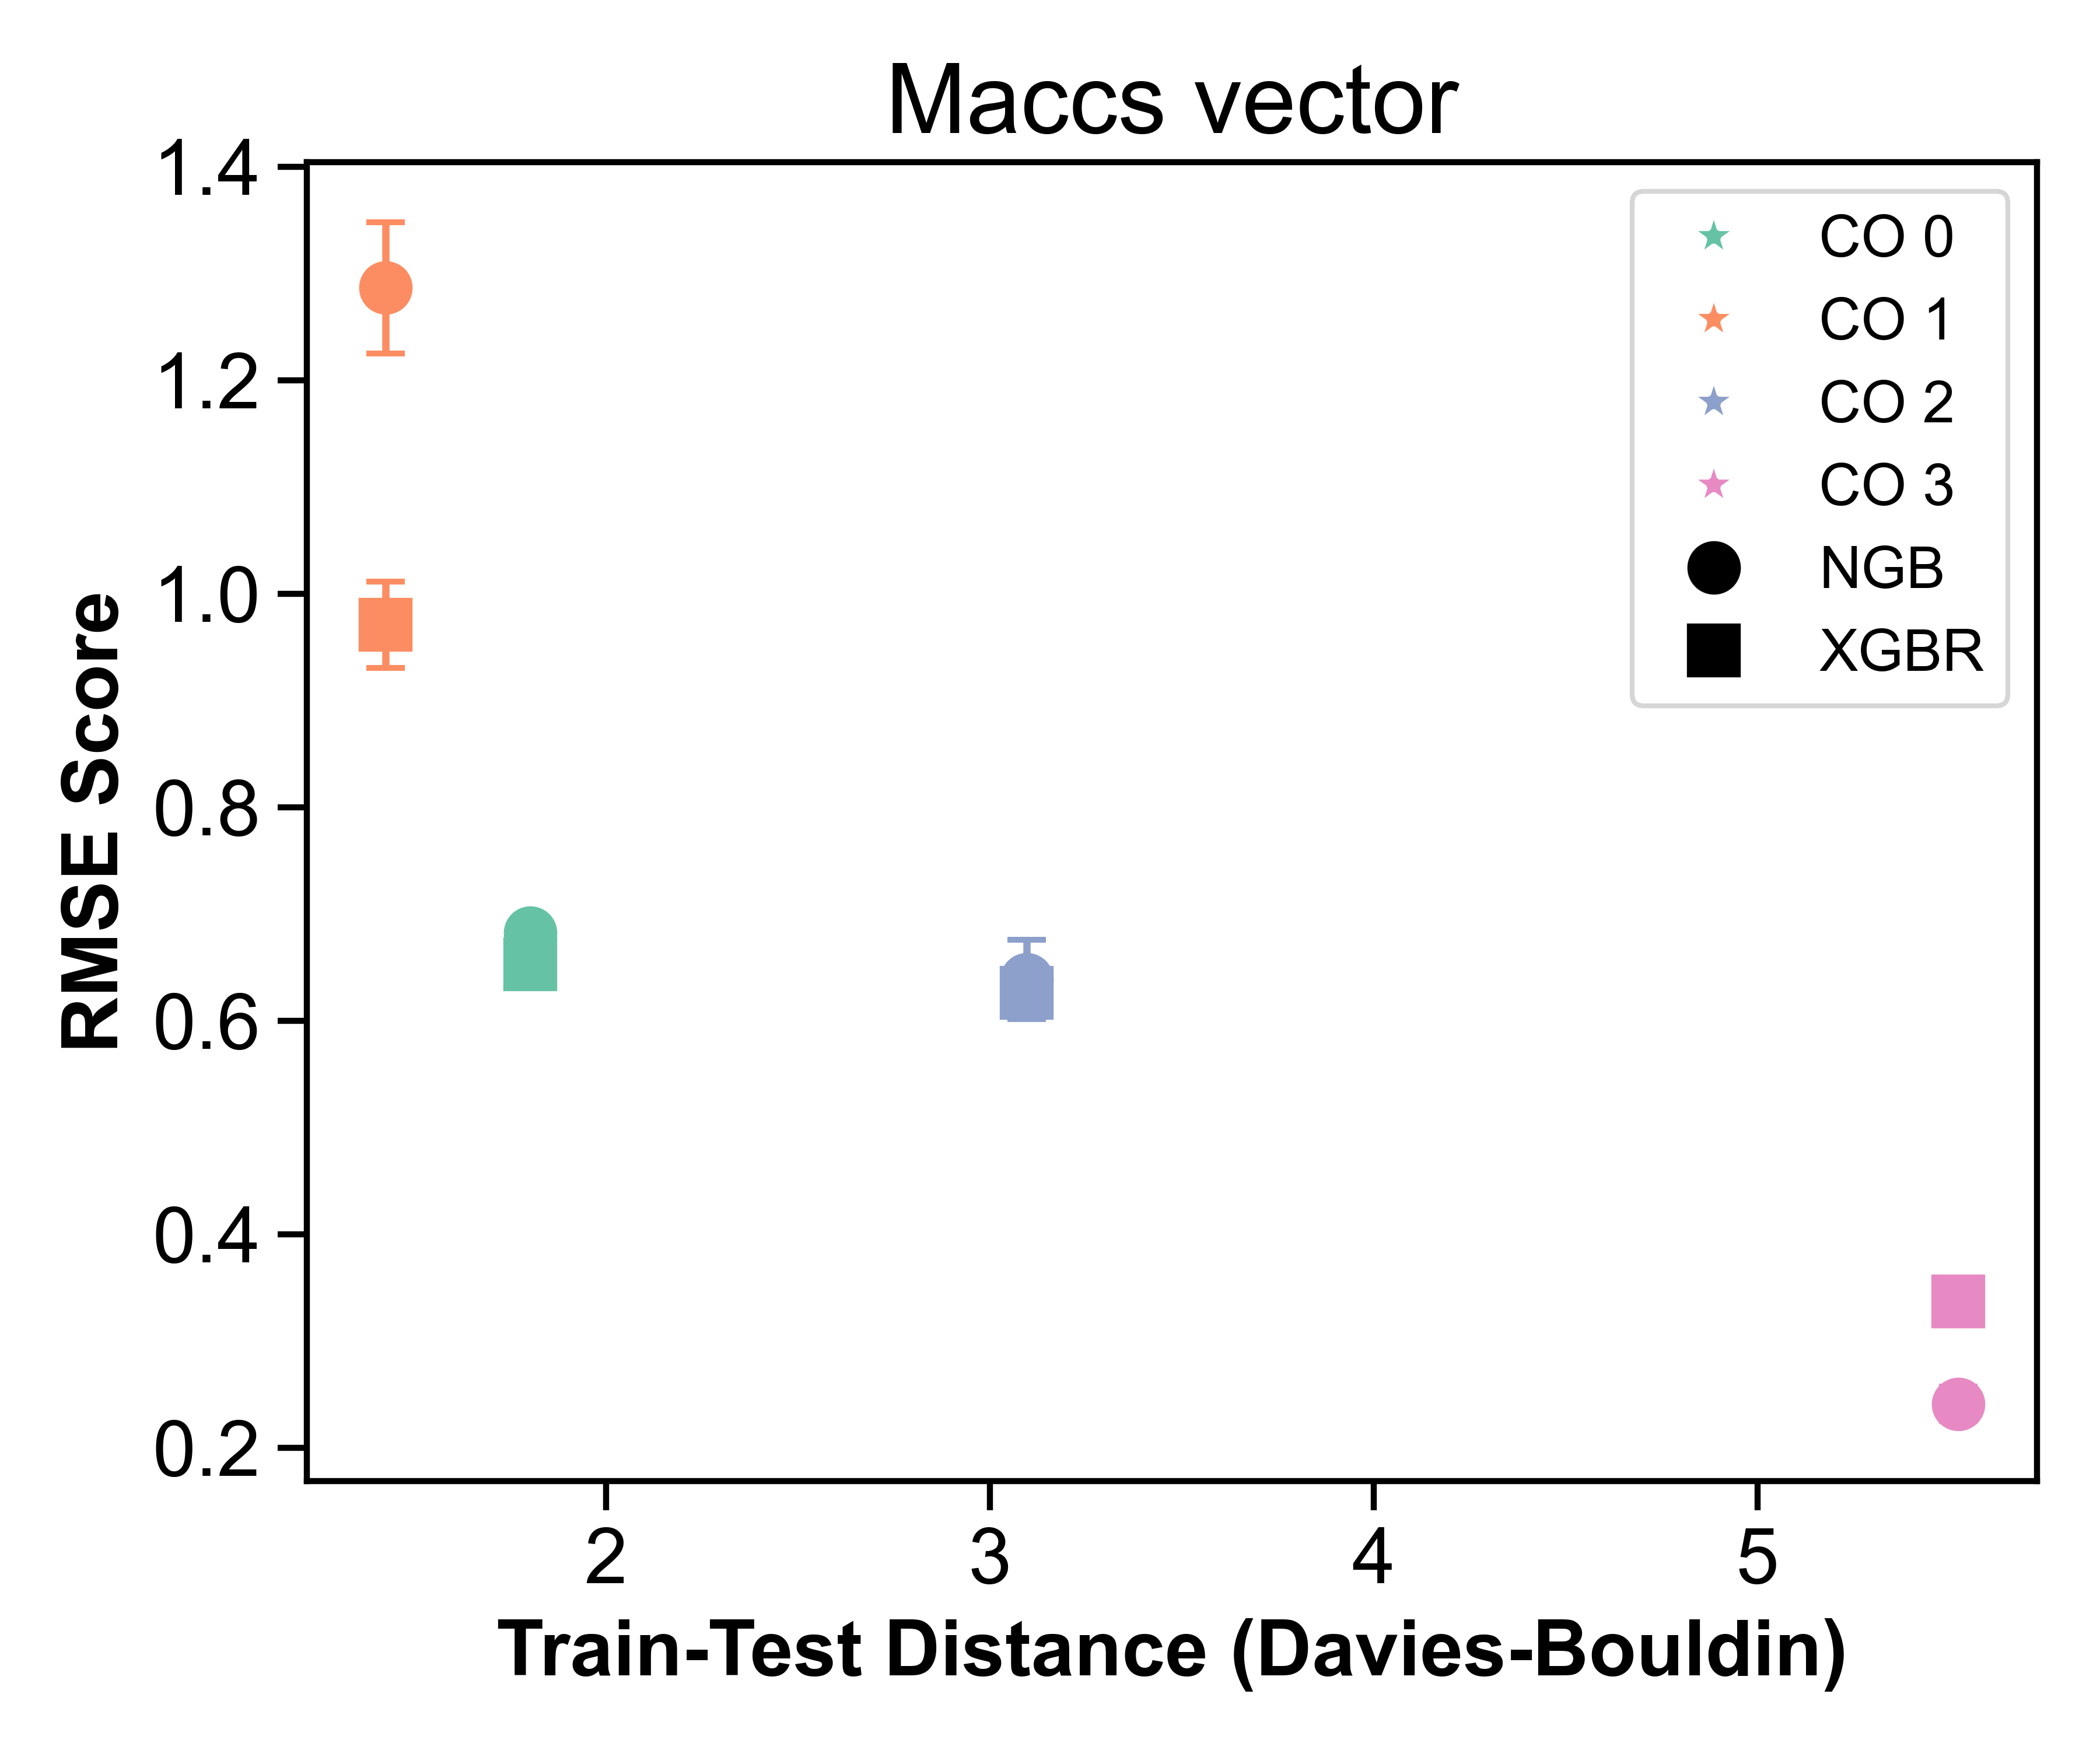 Maccs vector
1.4
1.2
1.0
0.8
0.6
0.4
0.2
RMSE Score
CO 0
CO 1
CO 2
CO 3
NGB
XGBR
2 3 4 5
Train-Test Distance (Davies-Bouldin)